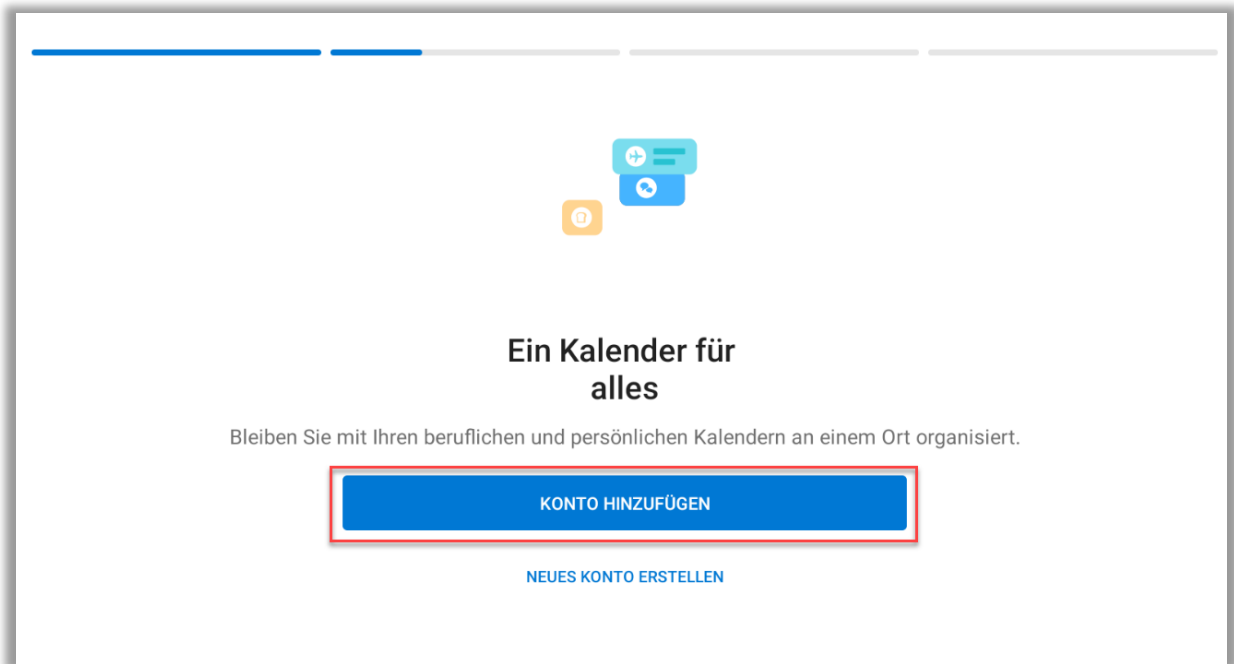 Ein Kalender für
alles
Bleiben Sie mit Ihren beruflichen und persönlichen Kalendern an einem Ort organisiert.
KONTO HINZUFÜGEN
NEUES KONTO ERSTELLEN